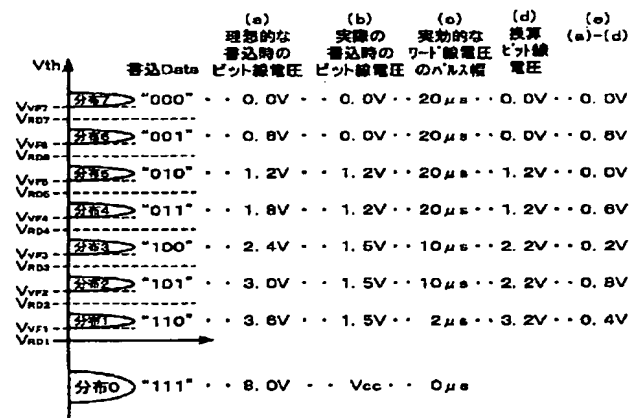 (a) (b) (c) (d) (e)
理想的な 実際の 実効的な 換算 (a)-(d)
書込時の 書込時の ワード線電圧 ビット線
Vth 書込Data ビット線電圧 ビット線電圧 のパルス幅 電圧
分布7 "000" ・・ 0.0V ・・ 0.0V ・・ 20μs ・・ 0.0V ・・ 0.0V
VVF7
VRD7
分布6 "001" ・・ 0.6V ・・ 0.0V ・・ 20μs ・・ 0.0V ・・ 0.6V
VVF6
VRD6
分布5 "010" ・・ 1.2V ・・ 1.2V ・・ 20μs ・・ 1.2V ・・ 0.0V
VVF5
VRD5
分布4 "011" ・・ 1.8V ・・ 1.2V ・・ 20μs ・・ 1.2V ・・ 0.6V
VVF4
VRD4
分布3 "100" ・・ 2.4V ・・ 1.5V ・・ 10μs ・・ 2.2V ・・ 0.2V
VVF3
VRD3
分布2 "101" ・・ 3.0V ・・ 1.5V ・・ 10μs ・・ 2.2V ・・ 0.8V
VVF2
VRD2
分布1 "110" ・・ 3.6V ・・ 1.5V ・・ 2μs ・・ 3.2V ・・ 0.4V
VVF1
VRD1
分布0 "111" ・・ 8.0V ・・ Vcc ・・ 0μs